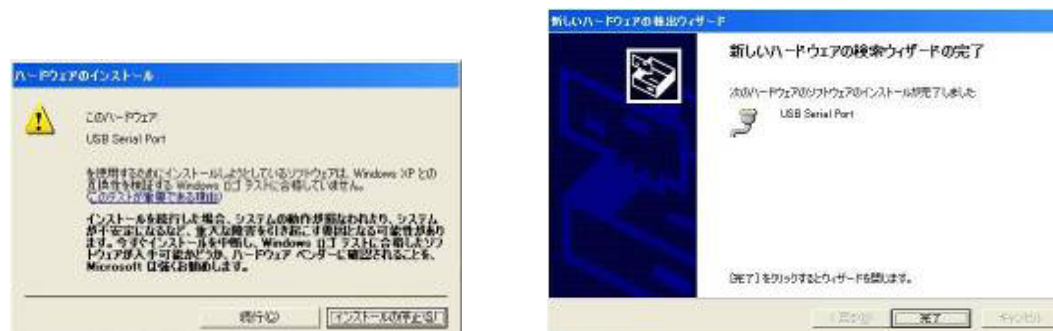 ハードウェアのインストール
このハードウェア
USB Serial Port
を使用するためにインストールしようとしているソフトウェアは、Windows XP との
互換性を検証する Windows ロゴ テストに合格していません。
(このテストが重要である理由)
インストールを続行した場合、システムの動作が損なわれたり、システム
が不安定になるなど、重大な障害を引き起こす要因となる可能性があり
ます。今すぐインストールを中断し、Windows ロゴ テストに合格したソフ
トウェアが入手可能かどうか、ハードウェア ベンダーに確認されることを、
Microsoft は強くお勧めします。
続行(C)
インストールの停止(S)
新しいハードウェアの検出ウィザード
新しいハードウェアの検索ウィザードの完了
次のハードウェアのソフトウェアのインストールが完了しました
USB Serial Port
[完了] をクリックするとウィザードを閉じます。
< 戻る(B)
完了
キャンセル